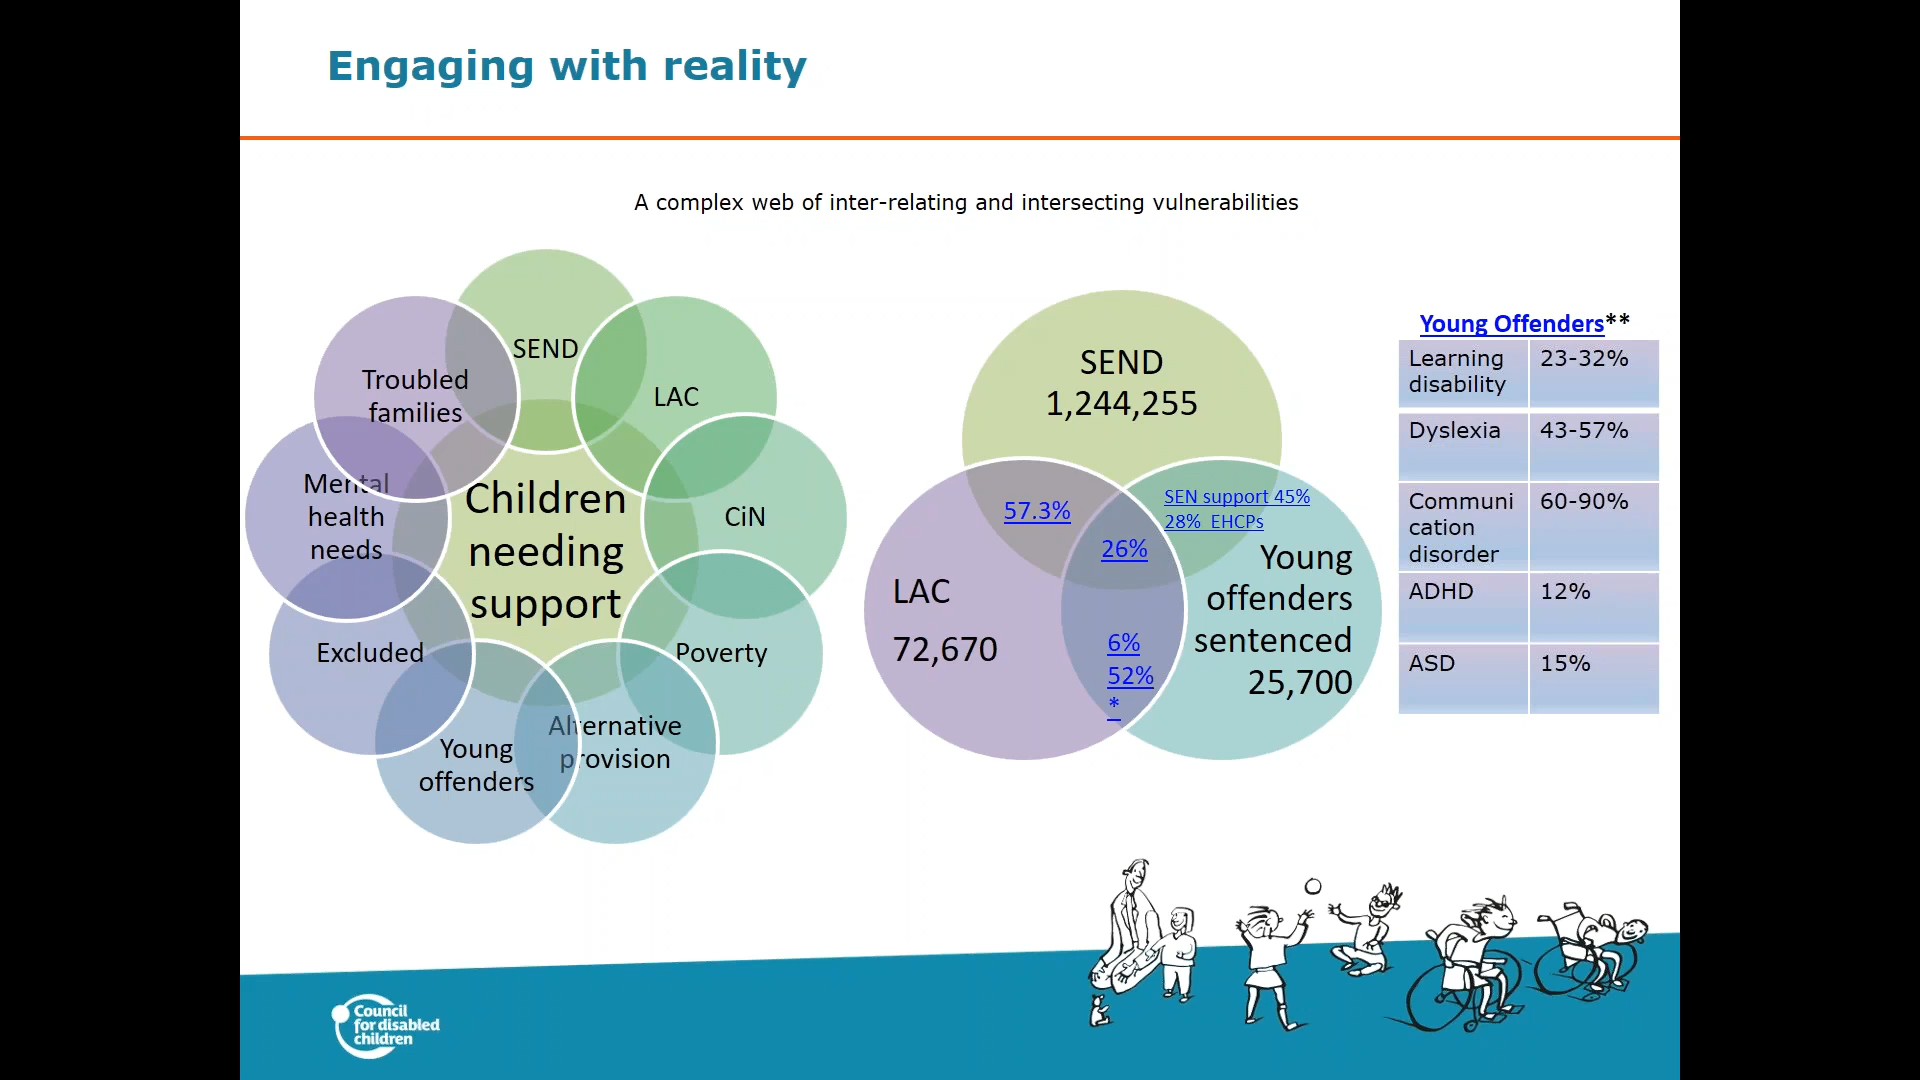 Engaging with reality
A complex web of inter-relating and intersecting vulnerabilities
SEND
LAC
CiN
Poverty
Alternative
provision
Young
offenders
Excluded
Mental
health
needs
Troubled
families
Children
needing
support
SEND
1,244,255
57.3%
SEN support 45%
28% EHCPs
26%
LAC
72,670
6%
52%
*
Young
offenders
sentenced
25,700
Young Offenders**
Learning
disability
23-32%
Dyslexia
43-57%
Communi
cation
disorder
60-90%
ADHD
12%
ASD
15%
Council
for disabled
children